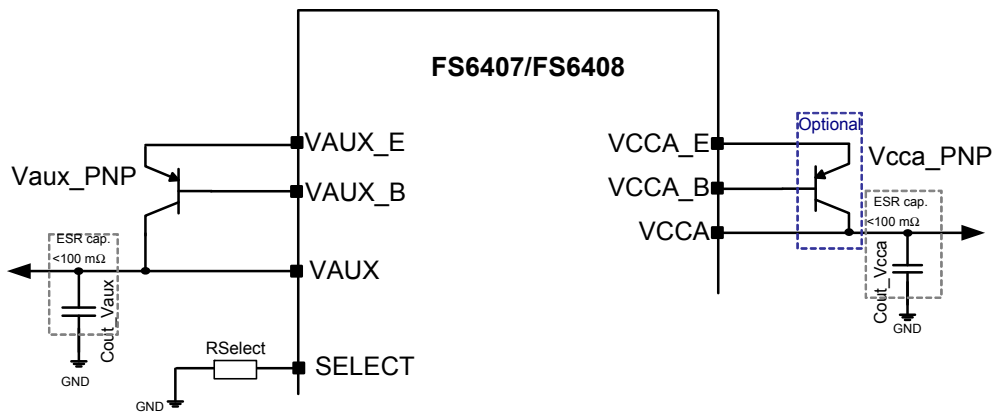 FS6407/FS6408
VAUX_E
Vaux_PNP
VAUX_B
ESR cap.
<100 mΩ
VAUX
Cout_Vaux
GND
RSelect
SELECT
GND
Optional
VCCA_E
Vcca_PNP
VCCA_B
ESR cap.
<100 mΩ
VCCA
Cout_Vcca
GND